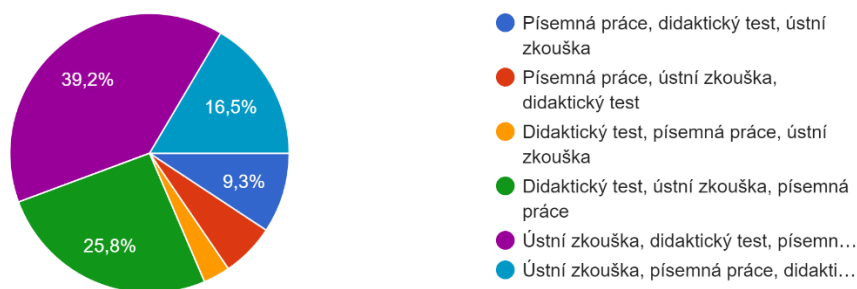 39,2%
16,5%
9,3%
25,8%
Písemná práce, didaktický test, ústní
zkouška
Písemná práce, ústní zkouška,
didaktický test
Didaktický test, písemná práce, ústní
zkouška
Didaktický test, ústní zkouška, písemná
práce
Ústní zkouška, didaktický test, písemn…
Ústní zkouška, písemná práce, didakti…